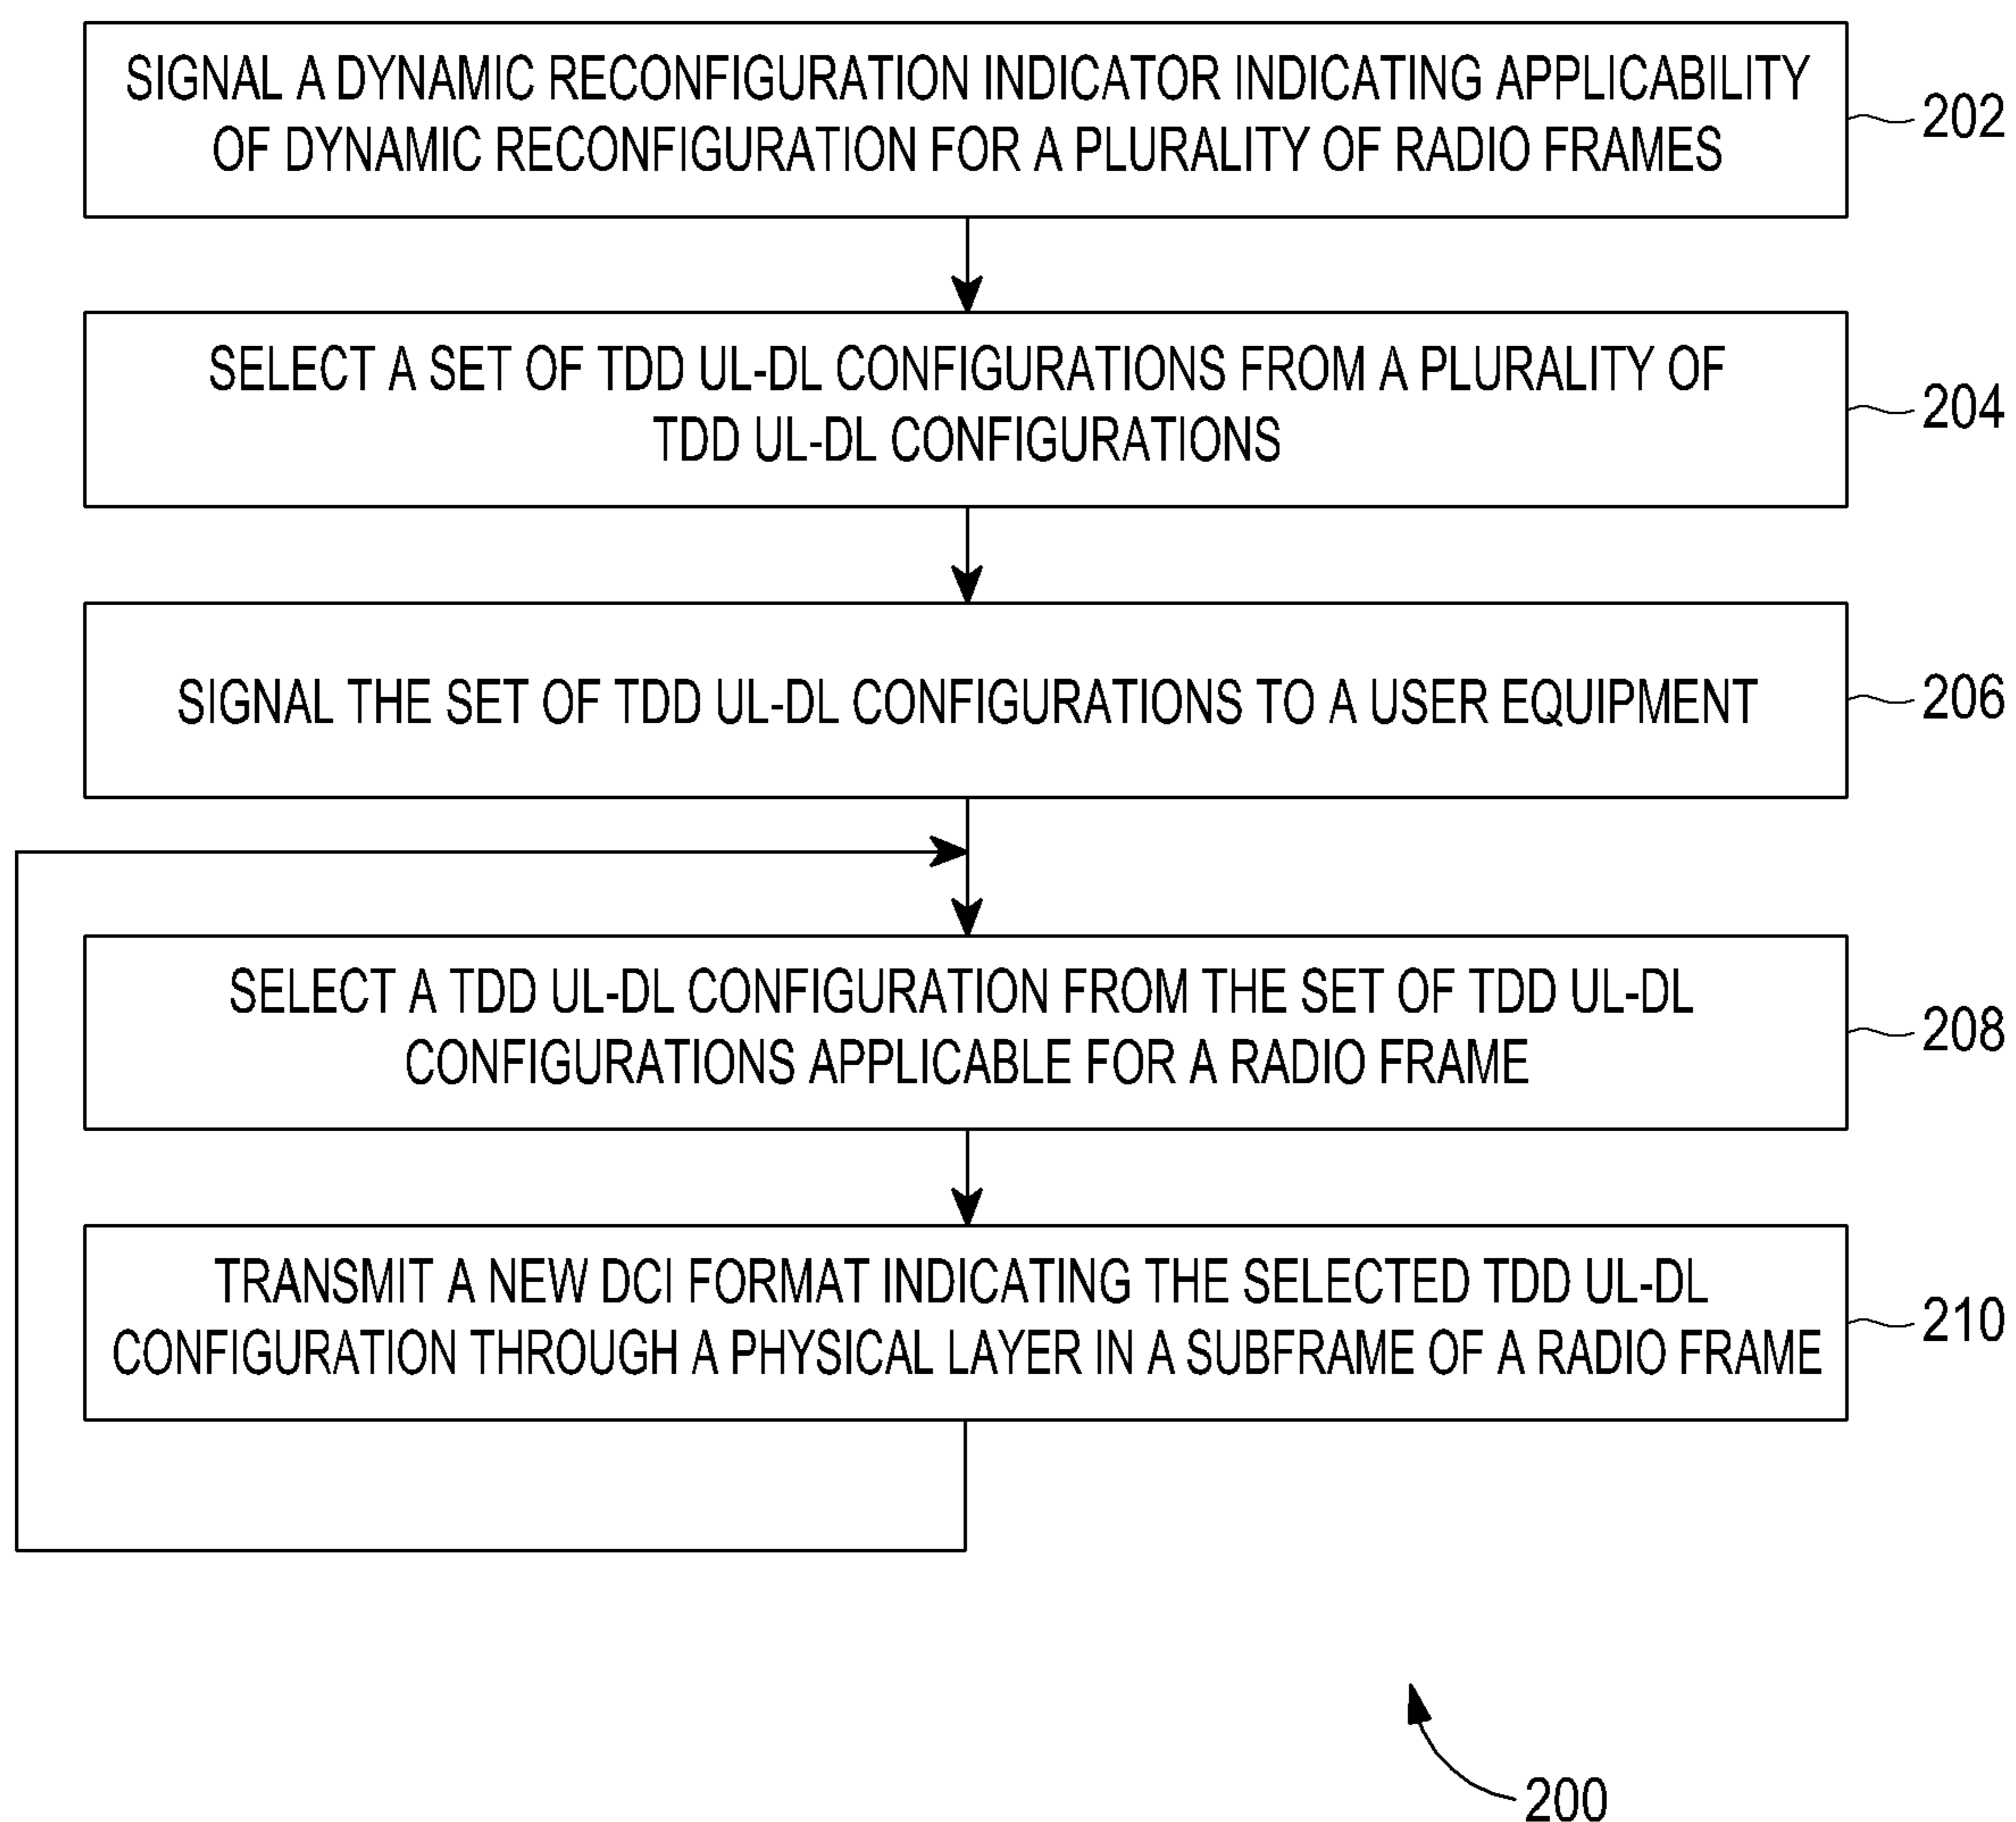 SIGNAL A DYNAMIC RECONFIGURATION INDICATOR INDICATING APPLICABILITY
OF DYNAMIC RECONFIGURATION FOR A PLURALITY OF RADIO FRAMES
202
SELECT A SET OF TDD UL-DL CONFIGURATIONS FROM A PLURALITY OF
TDD UL-DL CONFIGURATIONS
204
SIGNAL THE SET OF TDD UL-DL CONFIGURATIONS TO A USER EQUIPMENT
206
SELECT A TDD UL-DL CONFIGURATION FROM THE SET OF TDD UL-DL
CONFIGURATIONS APPLICABLE FOR A RADIO FRAME
208
TRANSMIT A NEW DCI FORMAT INDICATING THE SELECTED TDD UL-DL
CONFIGURATION THROUGH A PHYSICAL LAYER IN A SUBFRAME OF A RADIO FRAME
210
200